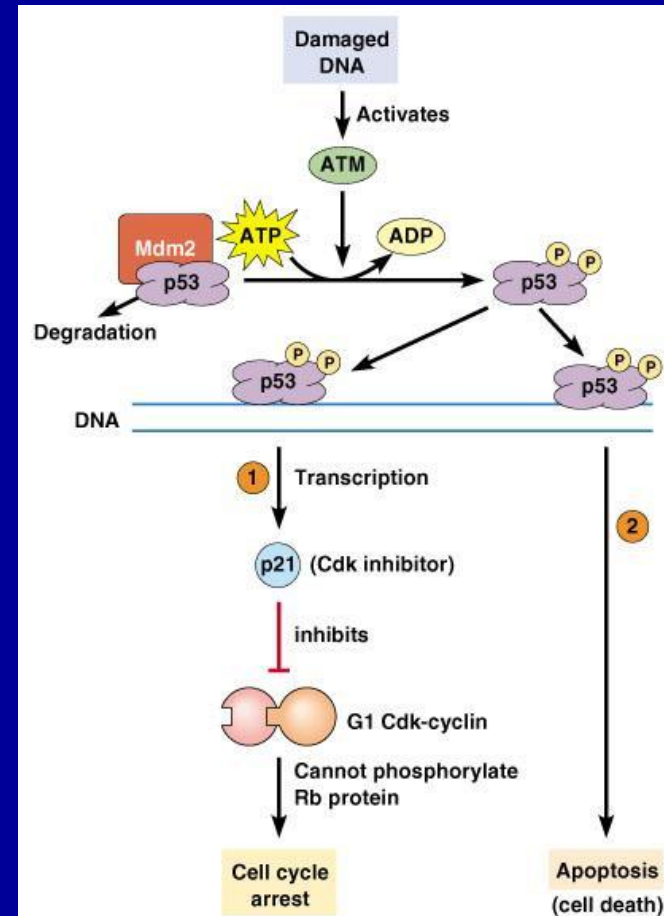 Damaged
DNA
Activates
ATM
Mdm2
ATP
ADP
p53
Degradation
P P
p53
P P
p53
P P
p53
DNA
1
Transcription
2
p21
(Cdk inhibitor)
inhibits
G1 Cdk-cyclin
Cannot phosphorylate
Rb protein
Cell cycle
arrest
Apoptosis
(cell death)